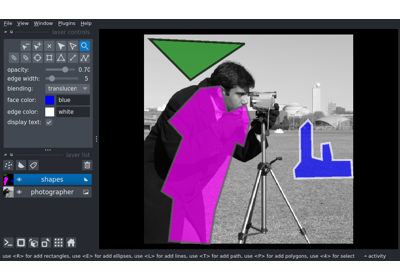 File View Window Plugins Help
layer controls
opacity: 0.70
edge width: 5
blending: translucen
face color: blue
edge color: white
display text:
layer list
shapes
photographer
use <R> for add rectangles, use <E> for add ellipses, use <L> for add lines, use <T> for add path, use <P> for add polygons, use <4> for select
activity